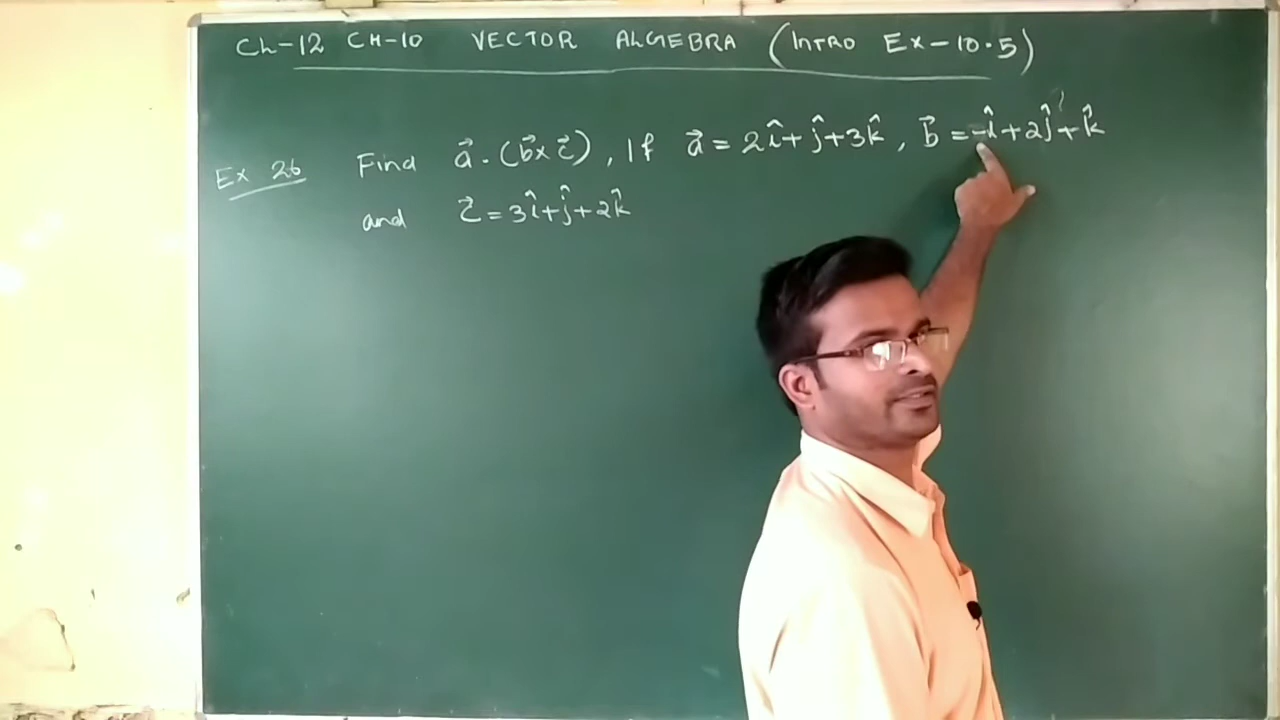 Ch-12 CH-10 VECTOR ALGEBRA (INTRO Ex-10.5)
Ex 26 Find a⃗ . (b⃗×c⃗), If a⃗ = 2î+ĵ+3k̂, b⃗ = -î+2ĵ+k̂
and c⃗ = 3î+ĵ+2k̂